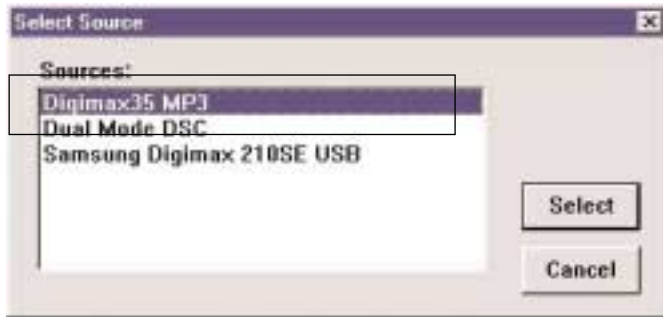 Select Source
Sources:
Digimax35 MP3
Dual Mode DSC
Samsung Digimax 210SE USB
Select
Cancel